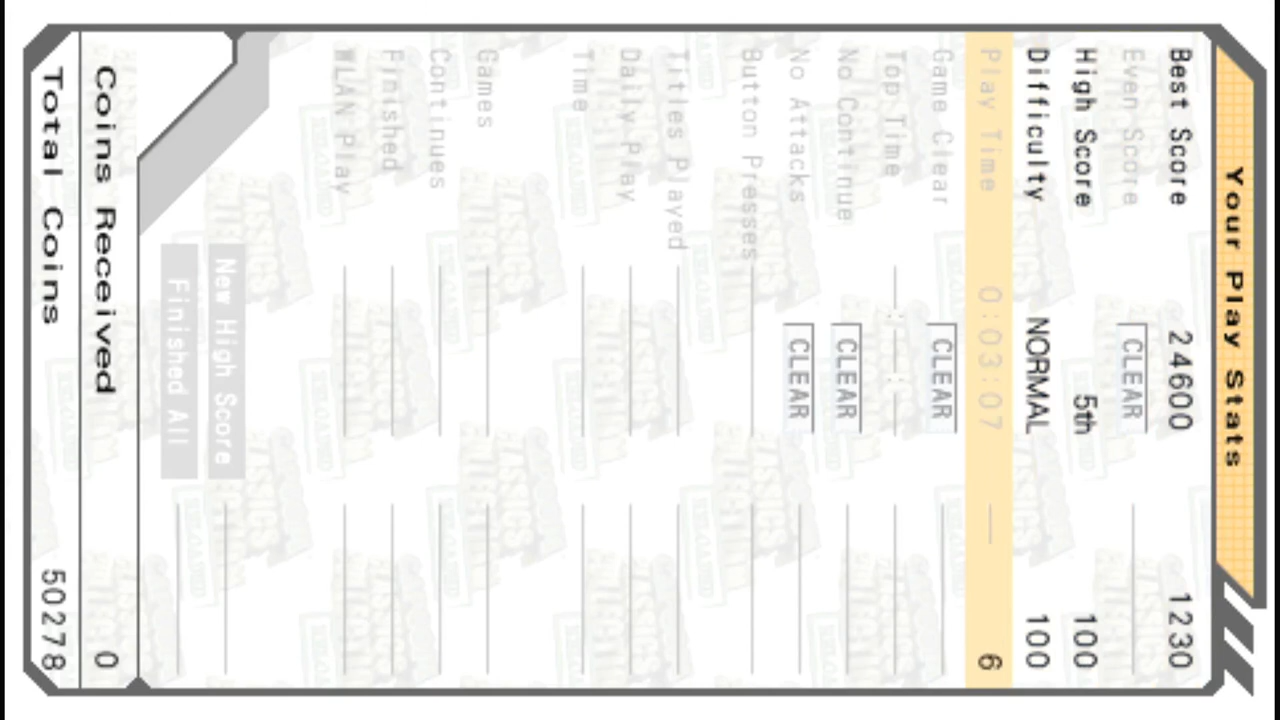 Your Play Stats
Best Score 24600 1230
Even Score CLEAR
High Score 5th 100
Difficulty NORMAL 100
Play Time 0:03:07 6
Game Clear CLEAR
Top Time -:--:--
No Continue CLEAR
No Attacks CLEAR
Button Presses
Titles Played
Daily Play
Time
Games
Continues
Finished
WLAN Play
New High Score
Finished All
Coins Received 0
Total Coins 50278